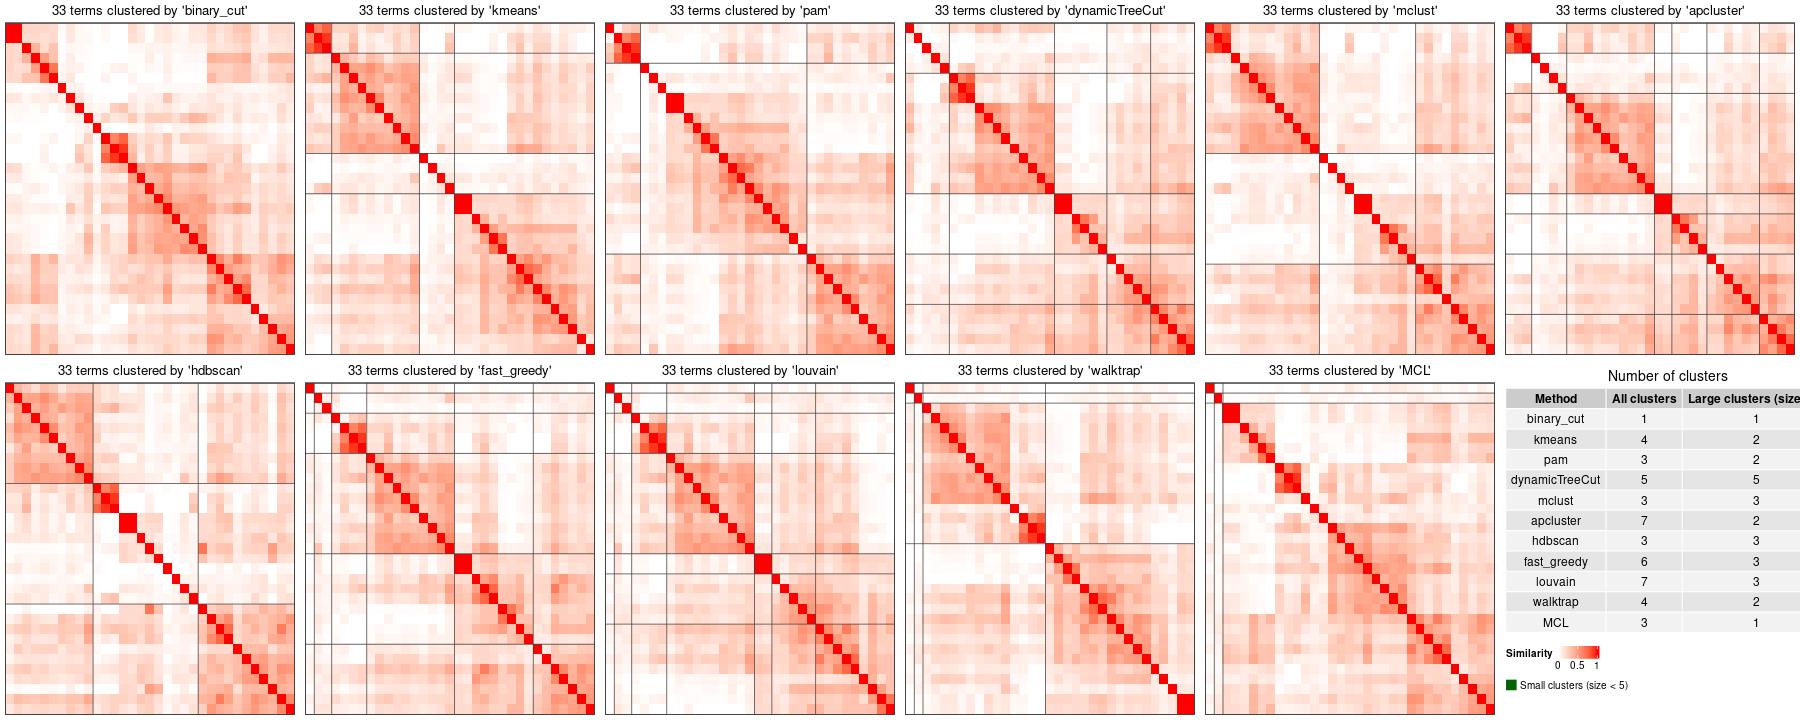 33 terms clustered by 'binary_cut'
33 terms clustered by 'kmeans'
33 terms clustered by 'pam'
33 terms clustered by 'dynamicTreeCut'
33 terms clustered by 'mclust'
33 terms clustered by 'apcluster'
33 terms clustered by 'hdbscan'
33 terms clustered by 'fast_greedy'
33 terms clustered by 'louvain'
33 terms clustered by 'walktrap'
33 terms clustered by 'MCL'
Number of clusters
Method All clusters Large clusters (size
binary_cut 1 1
kmeans 4 2
pam 3 2
dynamicTreeCut 5 5
mclust 3 3
apcluster 7 2
hdbscan 3 3
fast_greedy 6 3
louvain 7 3
walktrap 4 2
MCL 3 1
Similarity
0 0.5 1
Small clusters (size < 5)